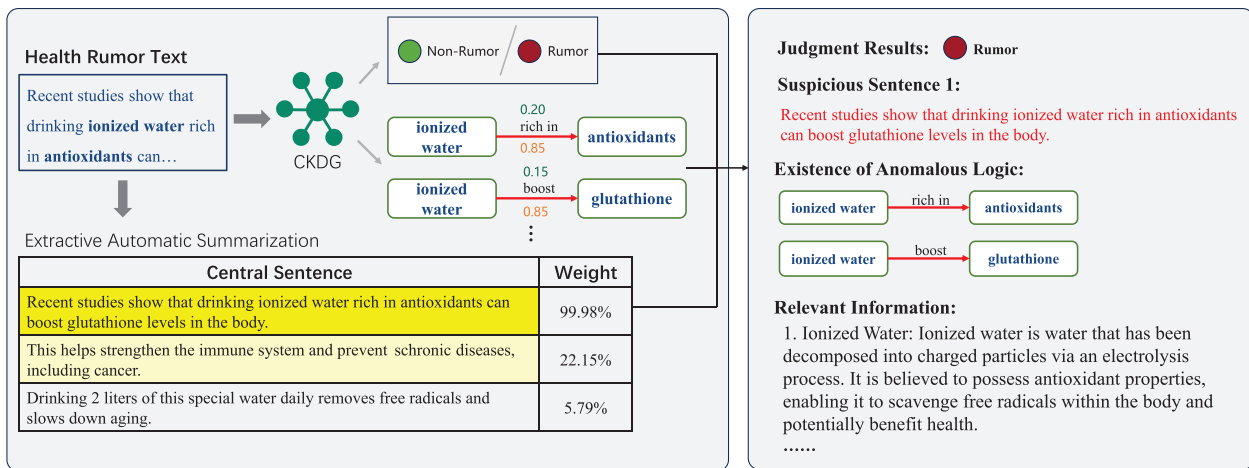 Health Rumor Text
Recent studies show that
drinking ionized water rich
in antioxidants can…
CKDG
Non-Rumor
Rumor
ionized
water
0.20
rich in
0.85
antioxidants
ionized
water
0.15
boost
0.85
glutathione
Extractive Automatic Summarization
Central Sentence
Weight
Recent studies show that drinking ionized water rich in antioxidants can
boost glutathione levels in the body.
99.98%
This helps strengthen the immune system and prevent schronic diseases,
including cancer.
22.15%
Drinking 2 liters of this special water daily removes free radicals and
slows down aging.
5.79%
Judgment Results:
Rumor
Suspicious Sentence 1:
Recent studies show that drinking ionized water rich in antioxidants
can boost glutathione levels in the body.
Existence of Anomalous Logic:
ionized water
rich in
antioxidants
ionized water
boost
glutathione
Relevant Information:
1. Ionized Water: Ionized water is water that has been
decomposed into charged particles via an electrolysis
process. It is believed to possess antioxidant properties,
enabling it to scavenge free radicals within the body and
potentially benefit health.
……